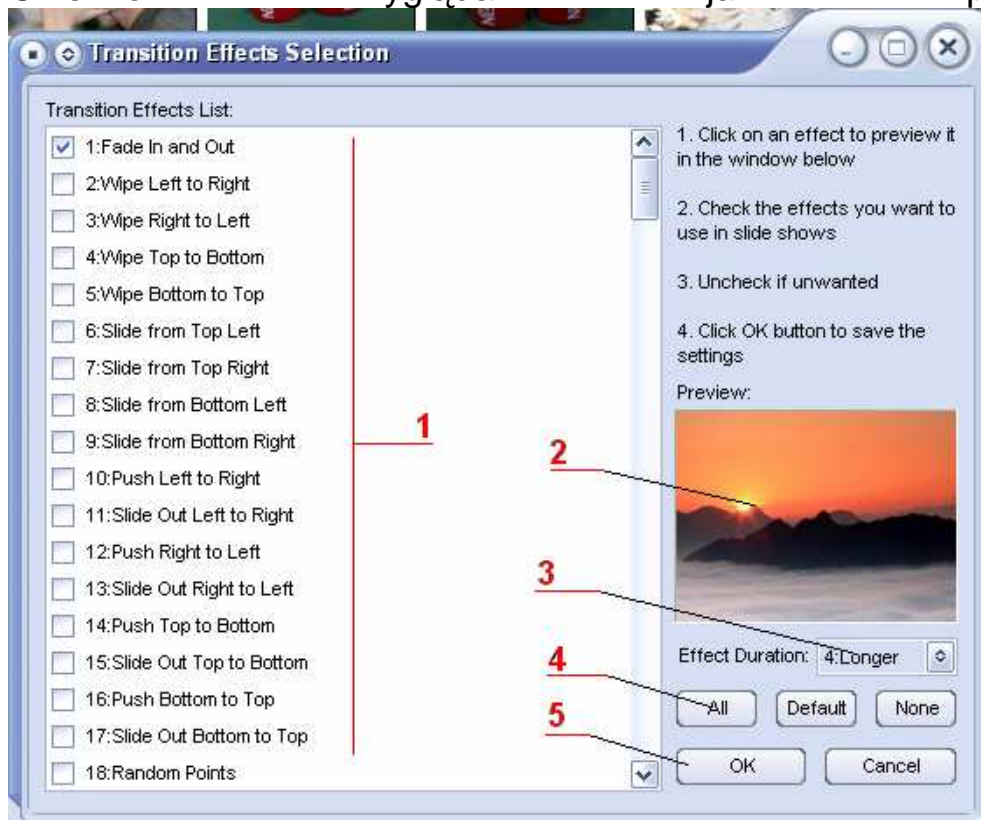 Transition Effects Selection
Transition Effects List:
1:Fade In and Out
2:Wipe Left to Right
3:Wipe Right to Left
4:Wipe Top to Bottom
5:Wipe Bottom to Top
6:Slide from Top Left
7:Slide from Top Right
8:Slide from Bottom Left
9:Slide from Bottom Right
10:Push Left to Right
11:Slide Out Left to Right
12:Push Right to Left
13:Slide Out Right to Left
14:Push Top to Bottom
15:Slide Out Top to Bottom
16:Push Bottom to Top
17:Slide Out Bottom to Top
18:Random Points
1
1. Click on an effect to preview it
in the window below
2. Check the effects you want to
use in slide shows
3. Uncheck if unwanted
4. Click OK button to save the
settings
Preview:
2
3
Effect Duration: 4:Longer
4
All Default None
5
OK Cancel